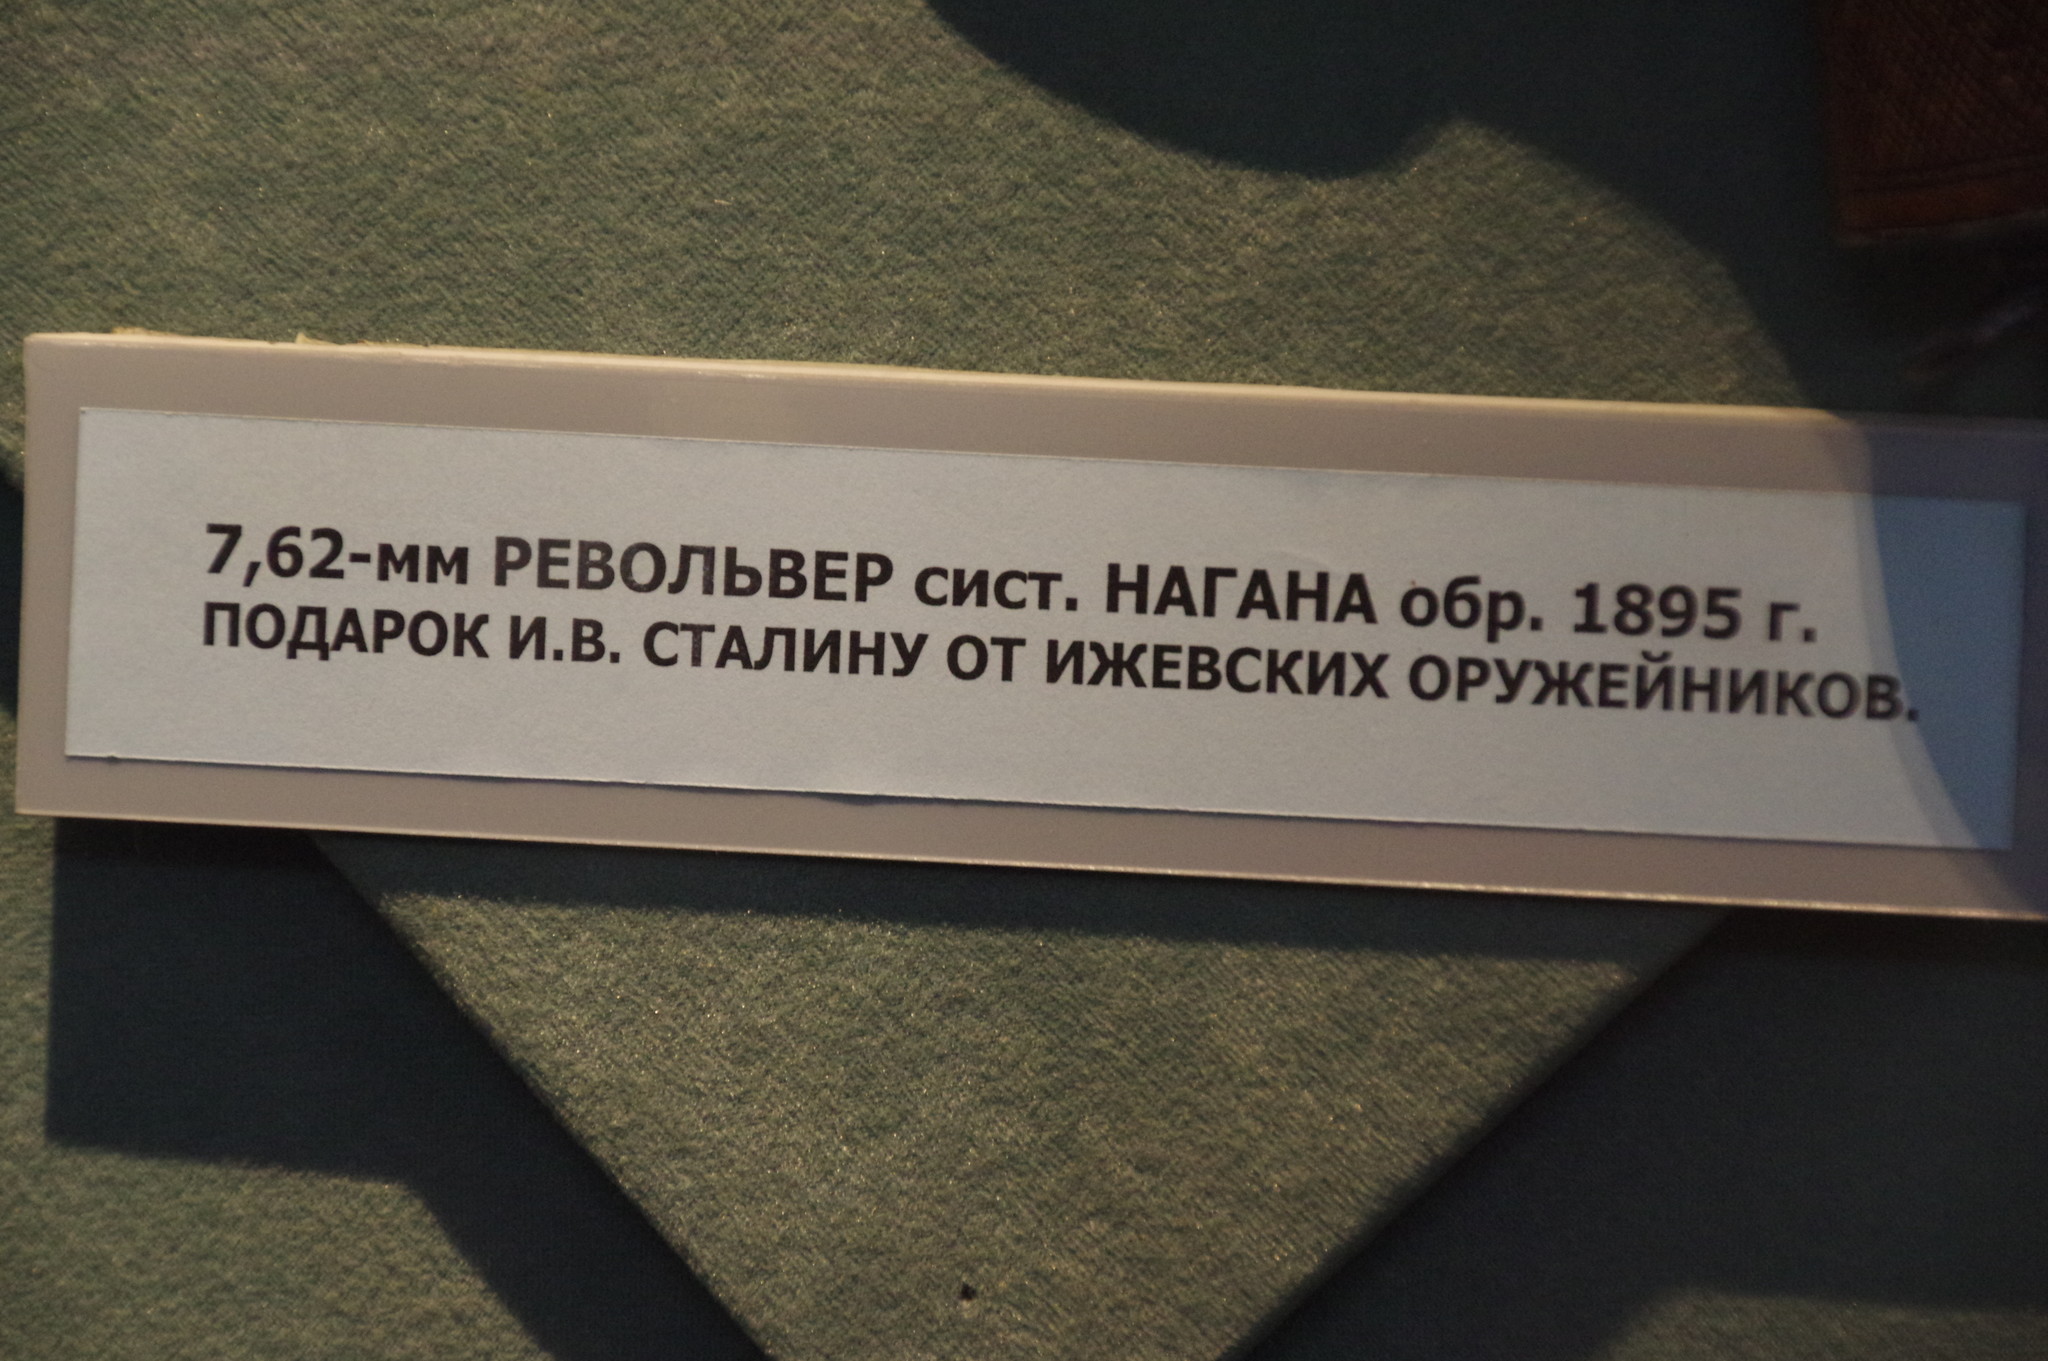 7,62-мм РЕВОЛЬВЕР сист. НАГАНА обр. 1895 г.
ПОДАРОК И.В. СТАЛИНУ ОТ ИЖЕВСКИХ ОРУЖЕЙНИКОВ.